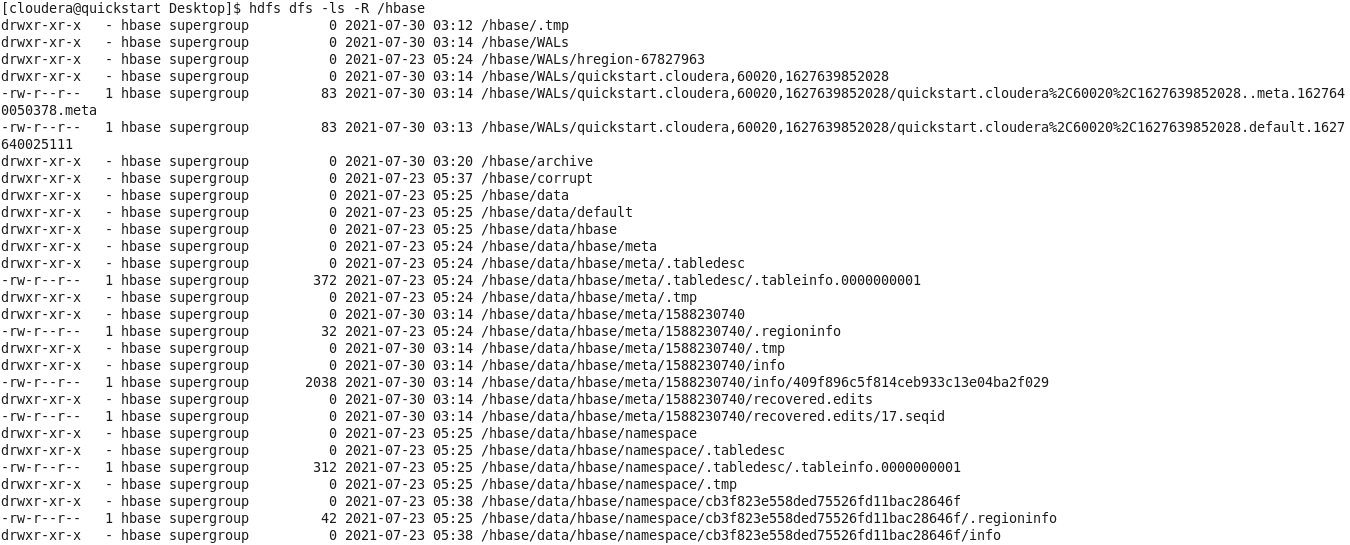 [cloudera@quickstart Desktop]$ hdfs dfs -ls -R /hbase
drwxr-xr-x   - hbase supergroup          0 2021-07-30 03:12 /hbase/.tmp
drwxr-xr-x   - hbase supergroup          0 2021-07-30 03:14 /hbase/WALs
drwxr-xr-x   - hbase supergroup          0 2021-07-23 05:24 /hbase/WALs/hregion-67827963
drwxr-xr-x   - hbase supergroup          0 2021-07-30 03:14 /hbase/WALs/quickstart.cloudera,60020,1627639852028
-rw-r--r--   1 hbase supergroup         83 2021-07-30 03:14 /hbase/WALs/quickstart.cloudera,60020,1627639852028/quickstart.cloudera%2C60020%2C1627639852028..meta.162764
0050378.meta
-rw-r--r--   1 hbase supergroup         83 2021-07-30 03:13 /hbase/WALs/quickstart.cloudera,60020,1627639852028/quickstart.cloudera%2C60020%2C1627639852028.default.1627
640025111
drwxr-xr-x   - hbase supergroup          0 2021-07-30 03:20 /hbase/archive
drwxr-xr-x   - hbase supergroup          0 2021-07-23 05:37 /hbase/corrupt
drwxr-xr-x   - hbase supergroup          0 2021-07-23 05:25 /hbase/data
drwxr-xr-x   - hbase supergroup          0 2021-07-23 05:25 /hbase/data/default
drwxr-xr-x   - hbase supergroup          0 2021-07-23 05:25 /hbase/data/hbase
drwxr-xr-x   - hbase supergroup          0 2021-07-23 05:24 /hbase/data/hbase/meta
drwxr-xr-x   - hbase supergroup          0 2021-07-23 05:24 /hbase/data/hbase/meta/.tabledesc
-rw-r--r--   1 hbase supergroup        372 2021-07-23 05:24 /hbase/data/hbase/meta/.tabledesc/.tableinfo.0000000001
drwxr-xr-x   - hbase supergroup          0 2021-07-23 05:24 /hbase/data/hbase/meta/.tmp
drwxr-xr-x   - hbase supergroup          0 2021-07-30 03:14 /hbase/data/hbase/meta/1588230740
-rw-r--r--   1 hbase supergroup         32 2021-07-23 05:24 /hbase/data/hbase/meta/1588230740/.regioninfo
drwxr-xr-x   - hbase supergroup          0 2021-07-30 03:14 /hbase/data/hbase/meta/1588230740/.tmp
drwxr-xr-x   - hbase supergroup          0 2021-07-30 03:14 /hbase/data/hbase/meta/1588230740/info
-rw-r--r--   1 hbase supergroup       2038 2021-07-30 03:14 /hbase/data/hbase/meta/1588230740/info/409f896c5f814ceb933c13e04ba2f029
drwxr-xr-x   - hbase supergroup          0 2021-07-30 03:14 /hbase/data/hbase/meta/1588230740/recovered.edits
-rw-r--r--   1 hbase supergroup          0 2021-07-30 03:14 /hbase/data/hbase/meta/1588230740/recovered.edits/17.seqid
drwxr-xr-x   - hbase supergroup          0 2021-07-23 05:25 /hbase/data/hbase/namespace
drwxr-xr-x   - hbase supergroup          0 2021-07-23 05:25 /hbase/data/hbase/namespace/.tabledesc
-rw-r--r--   1 hbase supergroup        312 2021-07-23 05:25 /hbase/data/hbase/namespace/.tabledesc/.tableinfo.0000000001
drwxr-xr-x   - hbase supergroup          0 2021-07-23 05:25 /hbase/data/hbase/namespace/.tmp
drwxr-xr-x   - hbase supergroup          0 2021-07-23 05:38 /hbase/data/hbase/namespace/cb3f823e558ded75526fd11bac28646f
-rw-r--r--   1 hbase supergroup         42 2021-07-23 05:25 /hbase/data/hbase/namespace/cb3f823e558ded75526fd11bac28646f/.regioninfo
drwxr-xr-x   - hbase supergroup          0 2021-07-23 05:38 /hbase/data/hbase/namespace/cb3f823e558ded75526fd11bac28646f/info